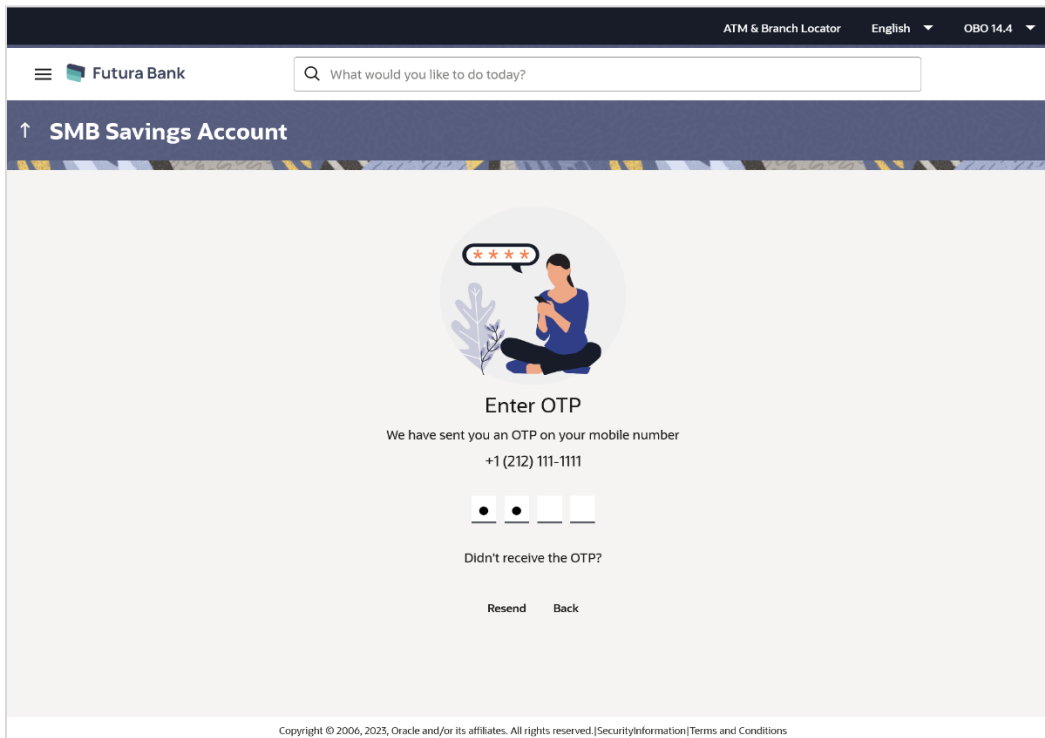 ATM & Branch Locator English OBO 14.4
Futura Bank What would you like to do today?
SMB Savings Account
* * * *
Enter OTP
We have sent you an OTP on your mobile number
+1 (212) 111-1111
Didn't receive the OTP?
Resend Back
Copyright © 2006, 2023, Oracle and/or its affiliates. All rights reserved.|SecurityInformation|Terms and Conditions